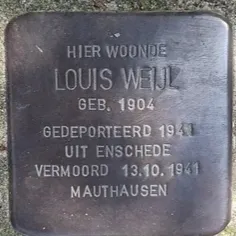 HIER WOONDE
LOUIS WEIJL
GEB. 1904
GEDEPORTEERD 1941
UIT ENSCHEDE
VERMOORD 13.10.1941
MAUTHAUSEN